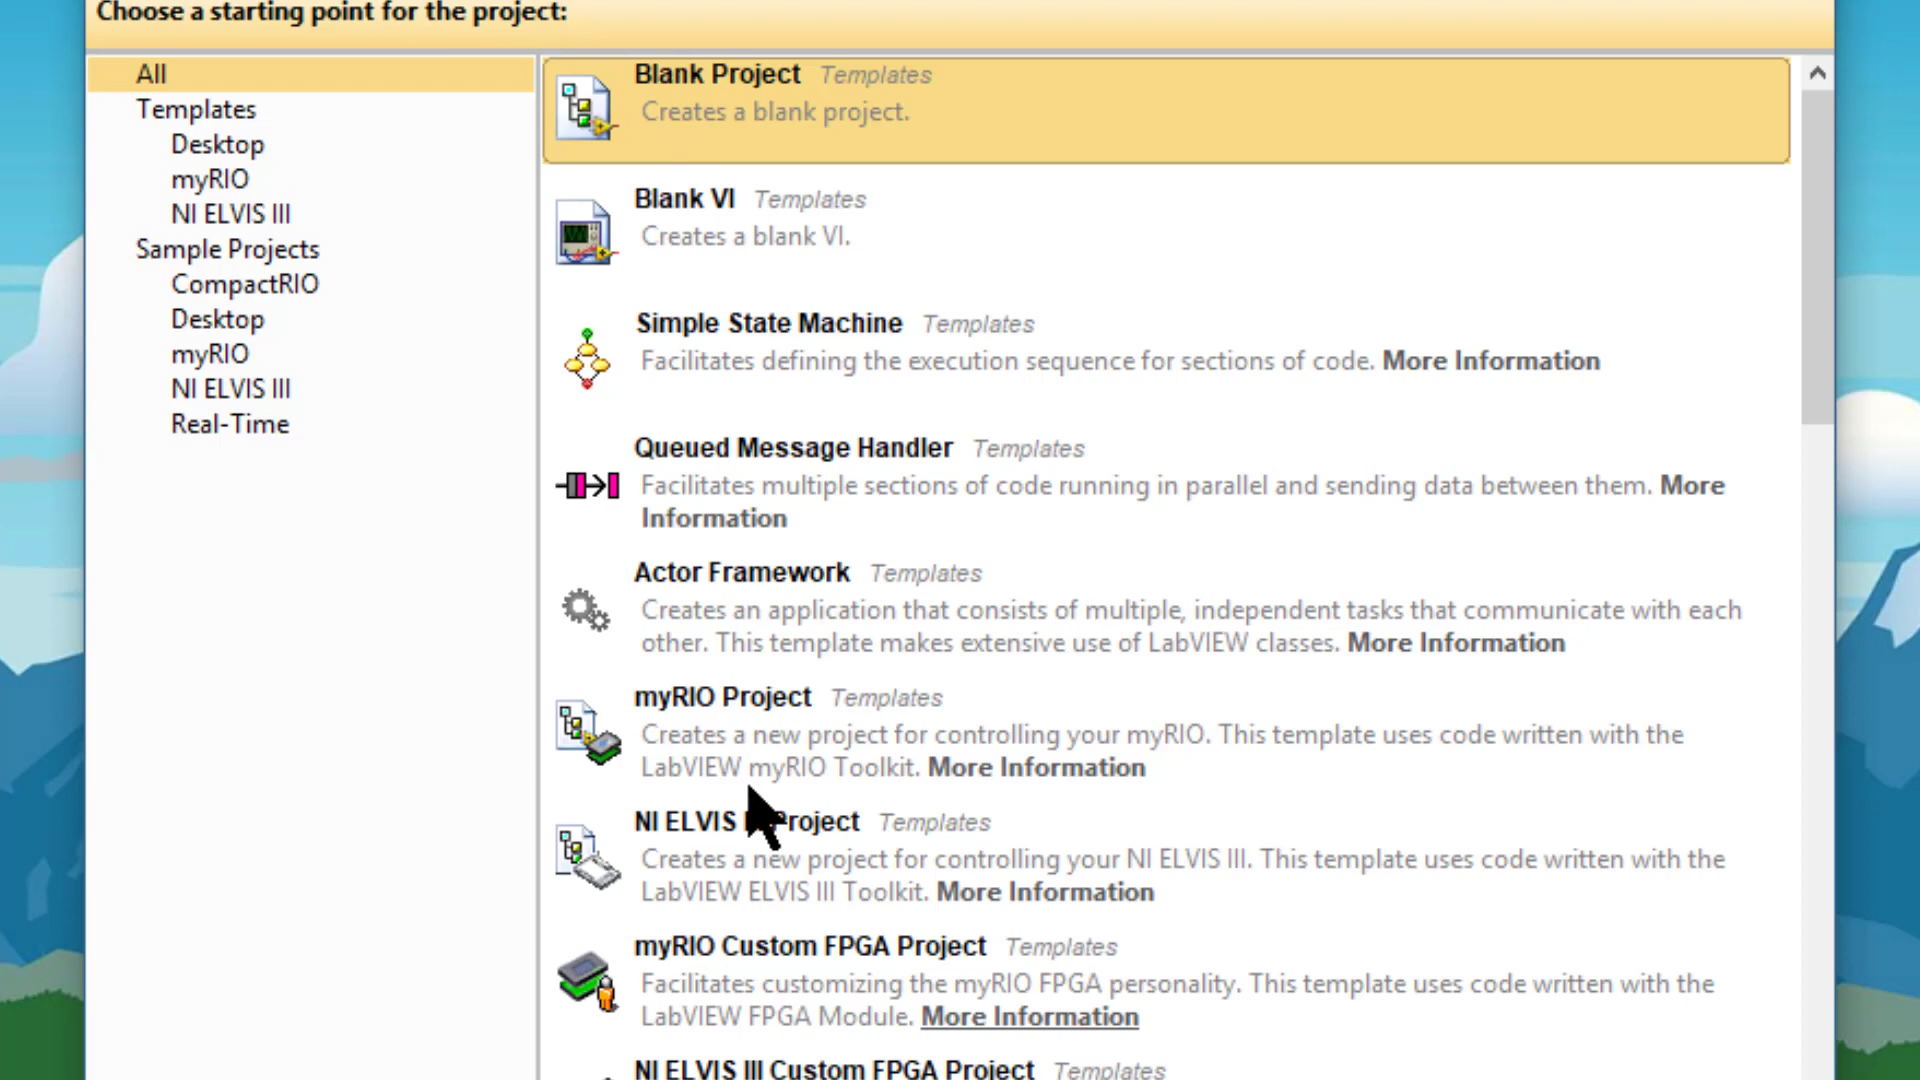 Choose a starting point for the project:
All
Templates
Desktop
myRIO
NI ELVIS III
Sample Projects
CompactRIO
Desktop
myRIO
NI ELVIS III
Real-Time
Blank Project Templates
Creates a blank project.
Blank VI Templates
Creates a blank VI.
Simple State Machine Templates
Facilitates defining the execution sequence for sections of code. More Information
Queued Message Handler Templates
Facilitates multiple sections of code running in parallel and sending data between them. More
Information
Actor Framework Templates
Creates an application that consists of multiple, independent tasks that communicate with each
other. This template makes extensive use of LabVIEW classes. More Information
myRIO Project Templates
Creates a new project for controlling your myRIO. This template uses code written with the
LabVIEW myRIO Toolkit. More Information
NI ELVIS Project Templates
Creates a new project for controlling your NI ELVIS III. This template uses code written with the
LabVIEW ELVIS III Toolkit. More Information
myRIO Custom FPGA Project Templates
Facilitates customizing the myRIO FPGA personality. This template uses code written with the
LabVIEW FPGA Module. More Information
NI ELVIS III Custom FPGA Project Templates